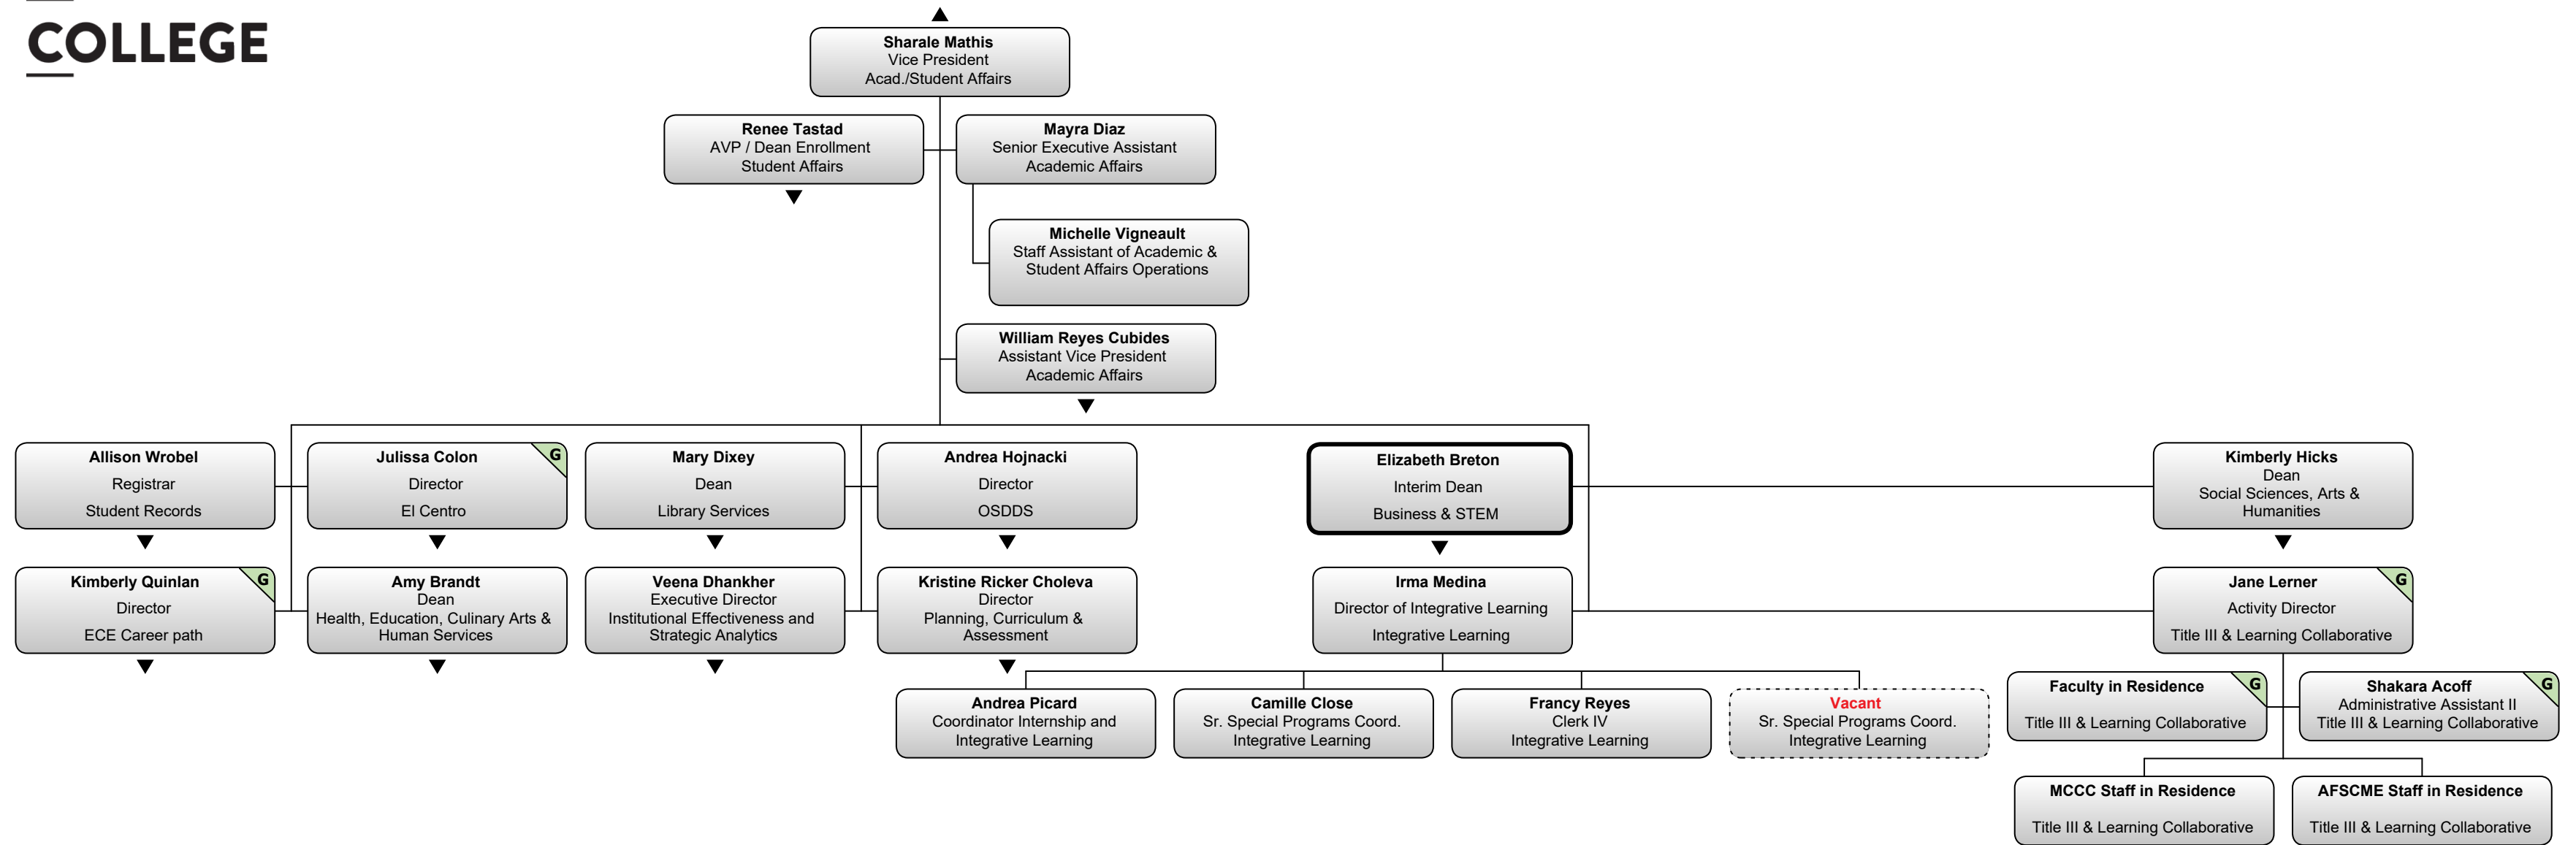 COLLEGE
Sharale Mathis
Vice President
Acad./Student Affairs
Renee Tastad
AVP / Dean Enrollment
Student Affairs
Mayra Diaz
Senior Executive Assistant
Academic Affairs
Michelle Vigneault
Staff Assistant of Academic &
Student Affairs Operations
William Reyes Cubides
Assistant Vice President
Academic Affairs
Allison Wrobel
Registrar
Student Records
Julissa Colon
Director
El Centro
G
Mary Dixey
Dean
Library Services
Andrea Hojnacki
Director
OSDDS
Elizabeth Breton
Interim Dean
Business & STEM
Kimberly Hicks
Dean
Social Sciences, Arts &
Humanities
Kimberly Quinlan
Director
ECE Career path
G
Amy Brandt
Dean
Health, Education, Culinary Arts &
Human Services
Veena Dhankher
Executive Director
Institutional Effectiveness and
Strategic Analytics
Kristine Ricker Choleva
Director
Planning, Curriculum &
Assessment
Irma Medina
Director of Integrative Learning
Integrative Learning
Jane Lerner
Activity Director
Title III & Learning Collaborative
G
Andrea Picard
Coordinator Internship and
Integrative Learning
Camille Close
Sr. Special Programs Coord.
Integrative Learning
Francy Reyes
Clerk IV
Integrative Learning
Vacant
Sr. Special Programs Coord.
Integrative Learning
Faculty in Residence
Title III & Learning Collaborative
G
Shakara Acoff
Administrative Assistant II
Title III & Learning Collaborative
G
MCCC Staff in Residence
Title III & Learning Collaborative
AFSCME Staff in Residence
Title III & Learning Collaborative